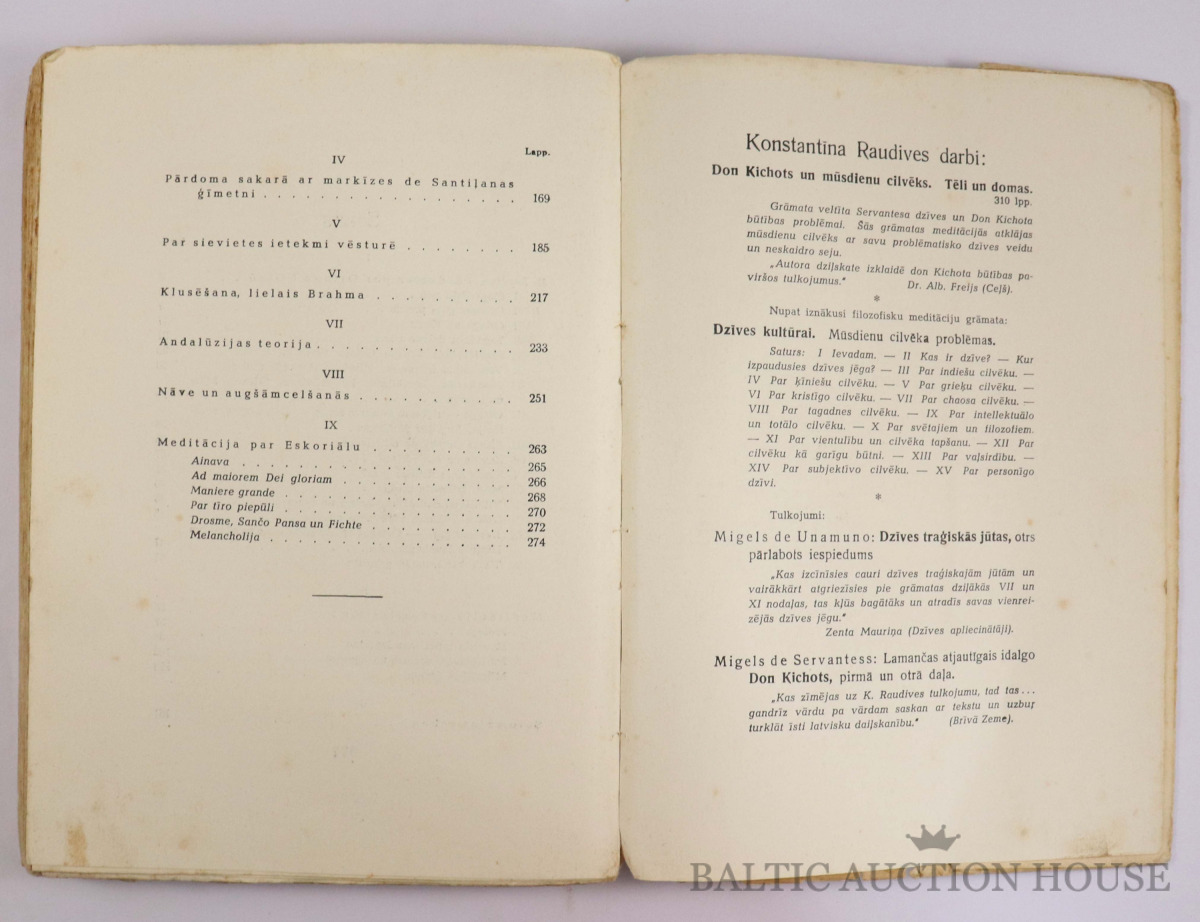 Lapp.
IV
Pārdoma sakarā ar markīzes de Santiļanas
ģīmetni . . . . . . . . . . . . . . . . . . 169
V
Par sievietes ietekmi vēsturē . . . . . . . . 185
VI
Klusēšana, lielais Brahma . . . . . . . . . . 217
VII
Andalūzijas teorija . . . . . . . . . . . . . . 233
VIII
Nāve un augšāmcelšanās . . . . . . . . . . . 251
IX
Meditācija par Eskoriālu . . . . . . . . . . 263
Ainava . . . . . . . . . . . . . . . . . . . 265
Ad maiorem Dei gloriam . . . . . . . . . . . . 266
Maniere grande . . . . . . . . . . . . . . . . 268
Par tīro piepūli . . . . . . . . . . . . . . . . 270
Drosme, Sančo Pansa un Fichte . . . . . . . . . . 272
Melancholija . . . . . . . . . . . . . . . . . 274
Konstantīna Raudives darbi:
Don Ķichots un mūsdienu cilvēks. Tēli un domas.
310 lpp.
Grāmata veltīta Servantesa dzīves un Don Ķichota
būtības problēmai. Šās grāmatas meditācijās atklājas
mūsdienu cilvēks ar savu problēmatisko dzīves veidu
un neskaidro seju.
„Autora dziļskate izklaidē don Ķichota būtības pa-
viršos tulkojumus.“ Dr. Alb. Freijs (Ceļš).
*
Nupat iznākusi filozofisku meditāciju grāmata:
Dzīves kultūrai. Mūsdienu cilvēka problēmas.
Saturs: I Ievadam. — II Kas ir dzīve? — Kur
izpaudusies dzīves jēga? — III Par indiešu cilvēku. —
IV Par ķīniešu cilvēku. — V Par grieķu cilvēku. —
VI Par kristīgo cilvēku. — VII Par chaosa cilvēku. —
VIII Par tagadnes cilvēku. — IX Par intellektuālo
un totālo cilvēku. — X Par svētajiem un filozofiem.
— XI Par vientulību un cilvēka tapšanu. — XII Par
cilvēku kā garīgu būtni. — XIII Par vaļsirdību. —
XIV Par subjektīvo cilvēku. — XV Par personīgo
dzīvi.
*
Tulkojumi:
Migels de Unamuno: Dzīves traģiskās jūtas, otrs
pārlabots iespiedums
„Kas izcīnīsies cauri dzīves traģiskajām jūtām un
vairākkārt atgriezīsies pie grāmatas dziļākās VII un
XI nodaļas, tas kļūs bagātāks un atradīs savas vienrei-
zējās dzīves jēgu.“
Zenta Mauriņa (Dzīves apliecinātāji).
Migels de Servantess: Lamančas atjautīgais idalgo
Don Ķichots, pirmā un otrā daļa.
„Kas zīmējas uz K. Raudives tulkojumu, tad tas...
gandrīz vārdu pa vārdam saskan ar tekstu un uzbuŗ
turklāt īsti latvisku daiļskanību.“ (Brīvā Zeme).
BALTIC AUCTION HOUSE